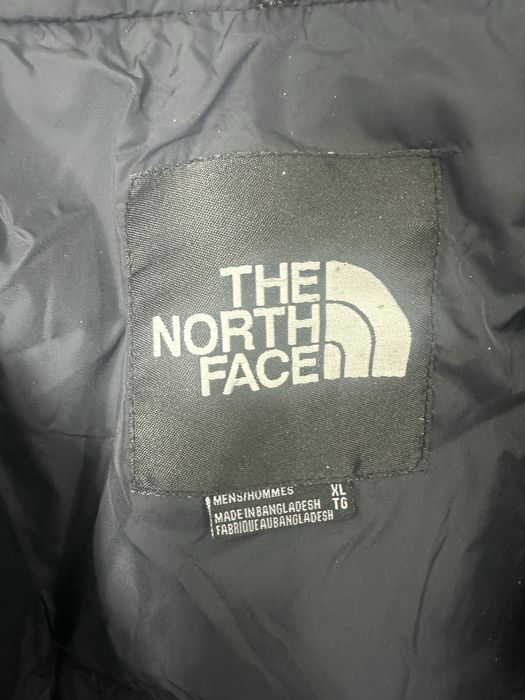 THE
NORTH
FACE
MENS/HOMMES XL
MADE IN BANGLADESH TG
FABRIQUE AU BANGLADESH